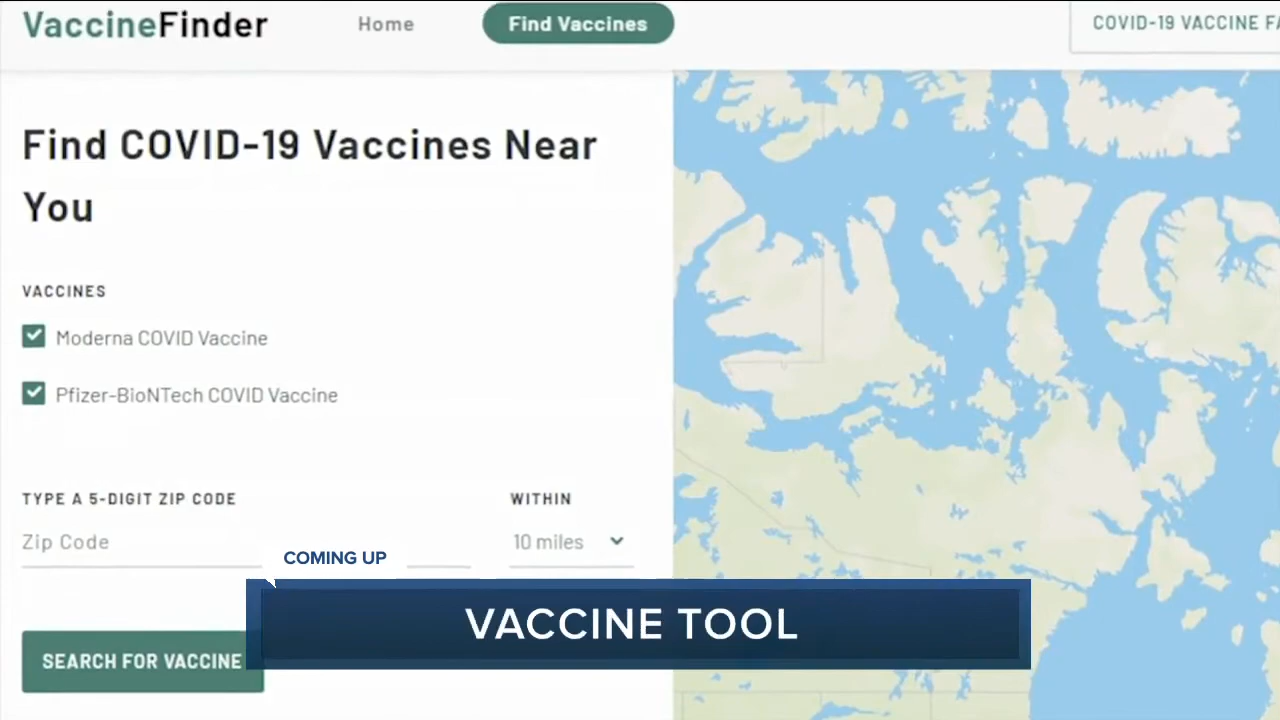 VaccineFinder
Home
Find Vaccines
COVID-19 VACCINE
Find COVID-19 Vaccines Near
You
VACCINES
Moderna COVID Vaccine
Pfizer-BioNTech COVID Vaccine
TYPE A 5-DIGIT ZIP CODE
WITHIN
Zip Code
10 miles
COMING UP
VACCINE TOOL
SEARCH FOR VACCINE